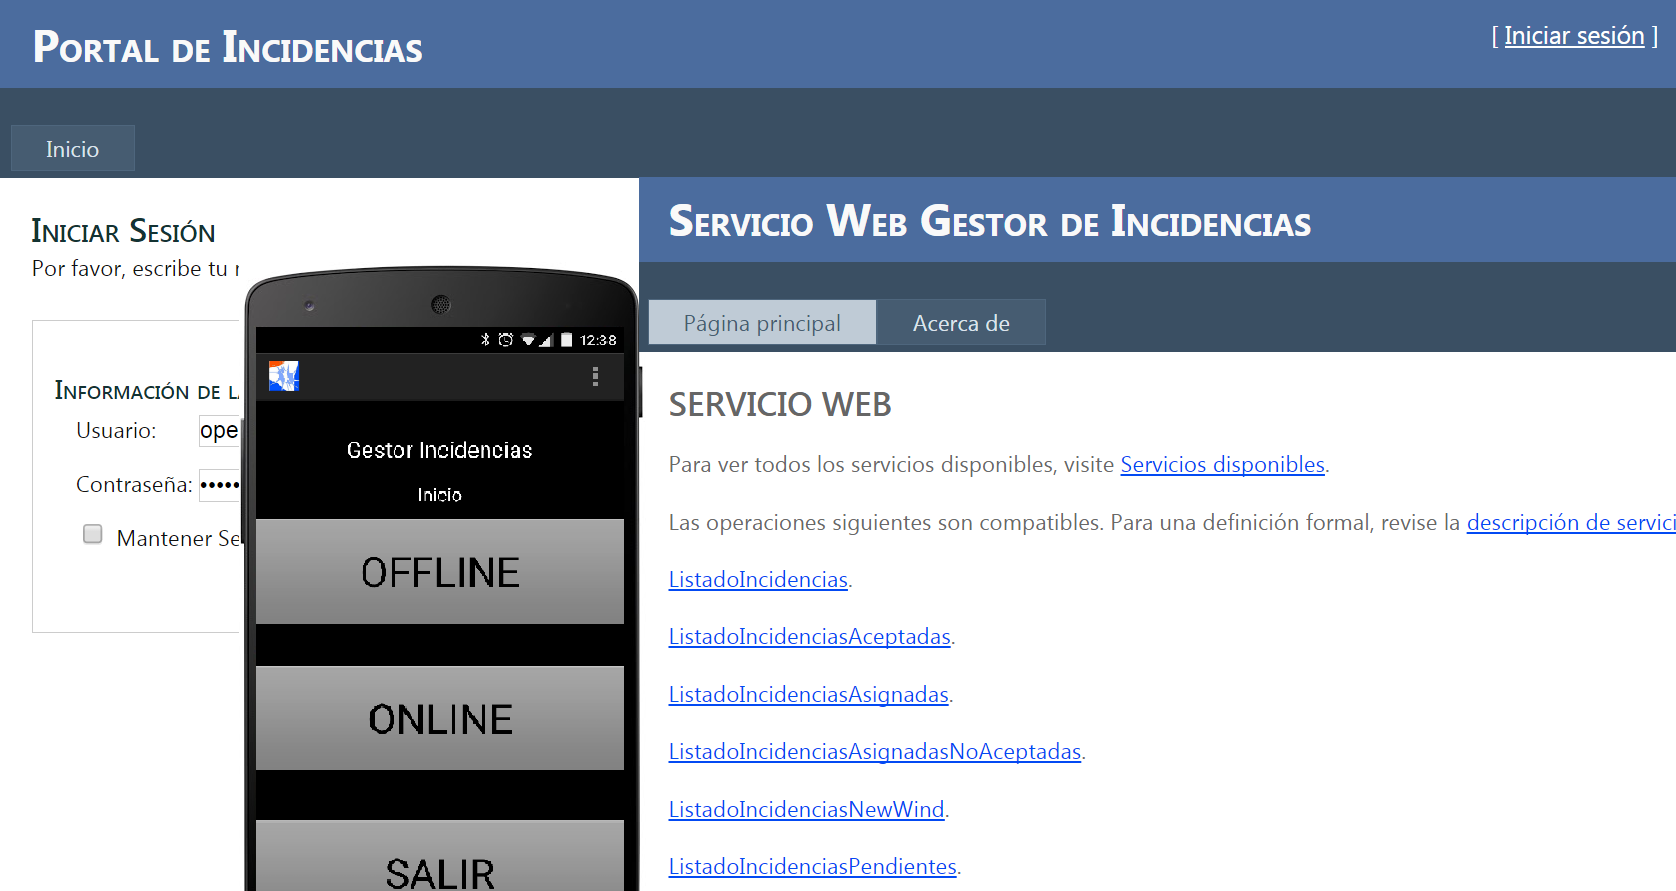 Portal de Incidencias
[ Iniciar sesión ]
Inicio
Iniciar Sesión
Por favor, escribe tu
Información de
Usuario:
ope
Contraseña:
Mantener
12:38
Gestor Incidencias
Inicio
OFFLINE
ONLINE
SALIR
Servicio Web Gestor de Incidencias
Página principal
Acerca de
SERVICIO WEB
Para ver todos los servicios disponibles, visite Servicios disponibles.
Las operaciones siguientes son compatibles. Para una definición formal, revise la descripción de servici
ListadoIncidencias.
ListadoIncidenciasAceptadas.
ListadoIncidenciasAsignadas.
ListadoIncidenciasAsignadasNoAceptadas.
ListadoIncidenciasNewWind.
ListadoIncidenciasPendientes.